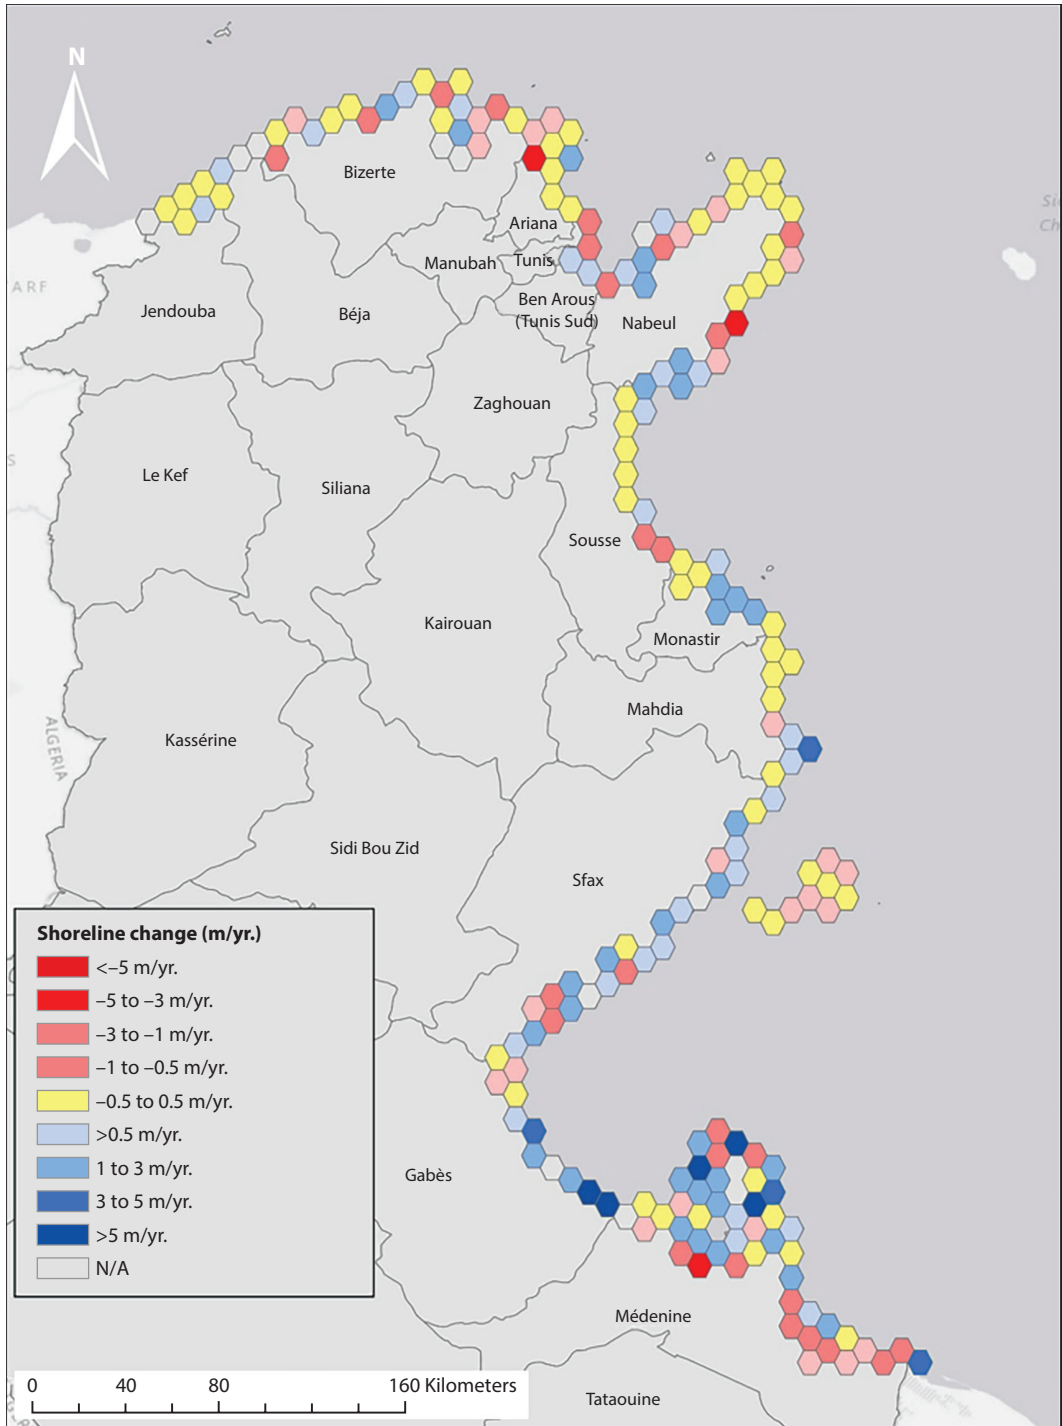 N
Bizerte
Ariana
Manubah
Tunis
ARF
Jendouba
Béja
Ben Arous
(Tunis Sud)
Nabeul
Zaghouan
Le Kef
Siliana
Sousse
Kairouan
Monastir
Mahdia
ALGERIA
Kassérine
Sidi Bou Zid
Sfax
Shoreline change (m/yr.)
<–5 m/yr.
–5 to –3 m/yr.
–3 to –1 m/yr.
–1 to –0.5 m/yr.
–0.5 to 0.5 m/yr.
>0.5 m/yr.
1 to 3 m/yr.
3 to 5 m/yr.
>5 m/yr.
N/A
Gabès
Médenine
Tataouine
0 40 80 160 Kilometers